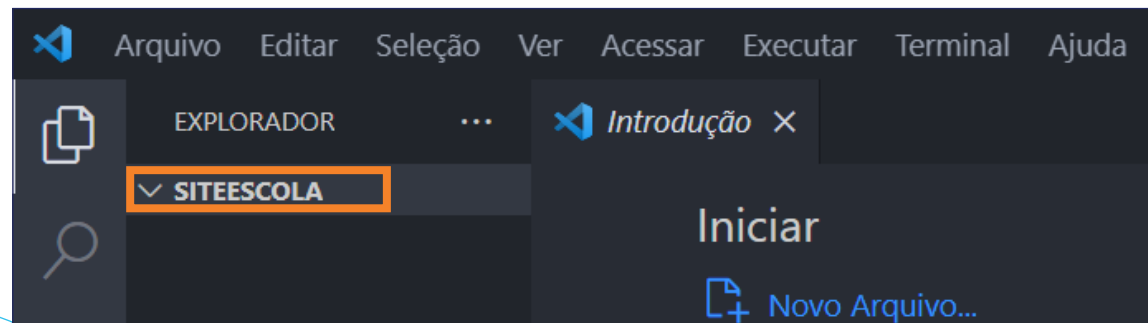 Arquivo Editar Seleção Ver Acessar Executar Terminal Ajuda
EXPLORADOR ··· Introdução ×
SITEESCOLA
Iniciar
Novo Arquivo...